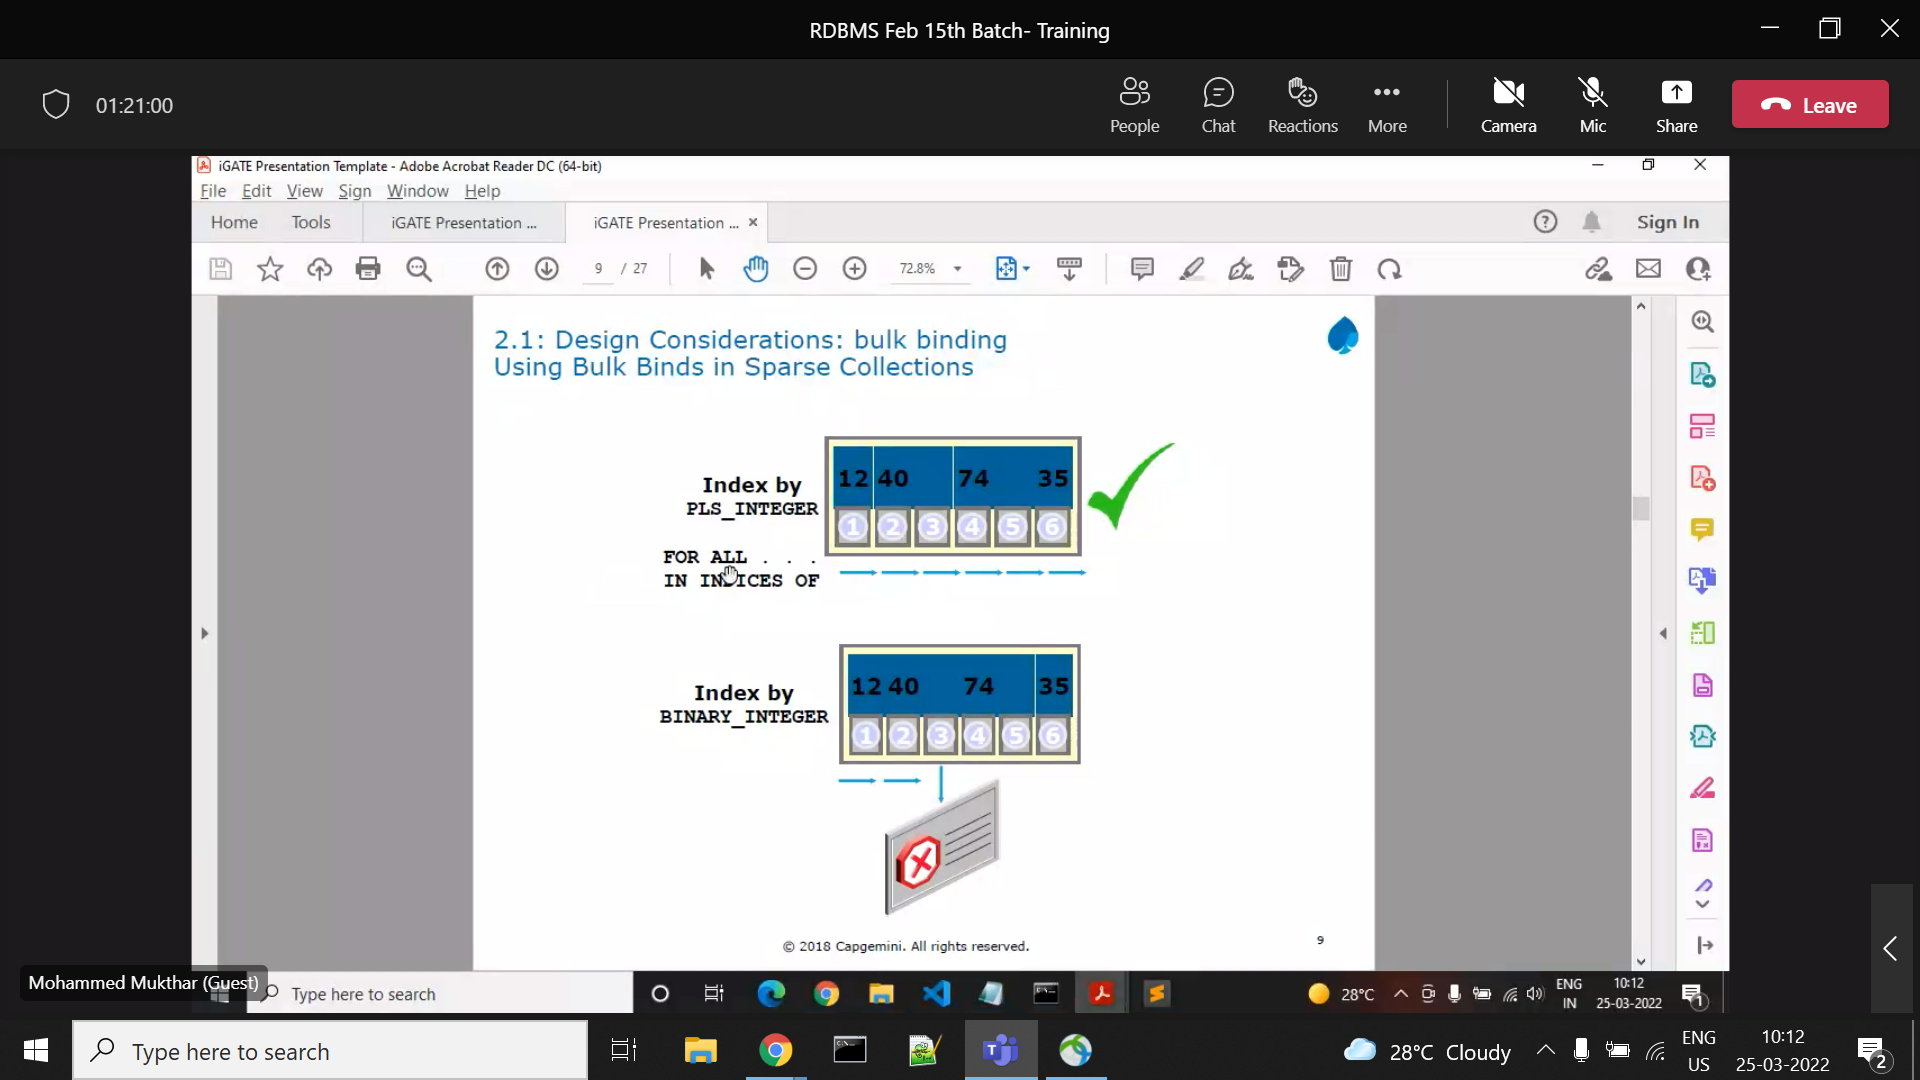 RDBMS Feb 15th Batch- Training
01:21:00
People
Chat
Reactions
More
Camera
Mic
Share
Leave
iGATE Presentation Template - Adobe Acrobat Reader DC (64-bit)
File Edit View Sign Window Help
Home Tools iGATE Presentation ... iGATE Presentation ... Sign In
9 / 27 72.8%
2.1: Design Considerations: bulk binding
Using Bulk Binds in Sparse Collections
Index by
PLS_INTEGER
12 40 74 35
1 2 3 4 5 6
FOR ALL . . .
IN INDICES OF
Index by
BINARY_INTEGER
12 40 74 35
1 2 3 4 5 6
© 2018 Capgemini. All rights reserved.
9
Mohammed Mukthar (Guest)
Type here to search
28°C
ENG
IN
10:12
25-03-2022
1
Type here to search
28°C Cloudy
ENG
US
10:12
25-03-2022
2